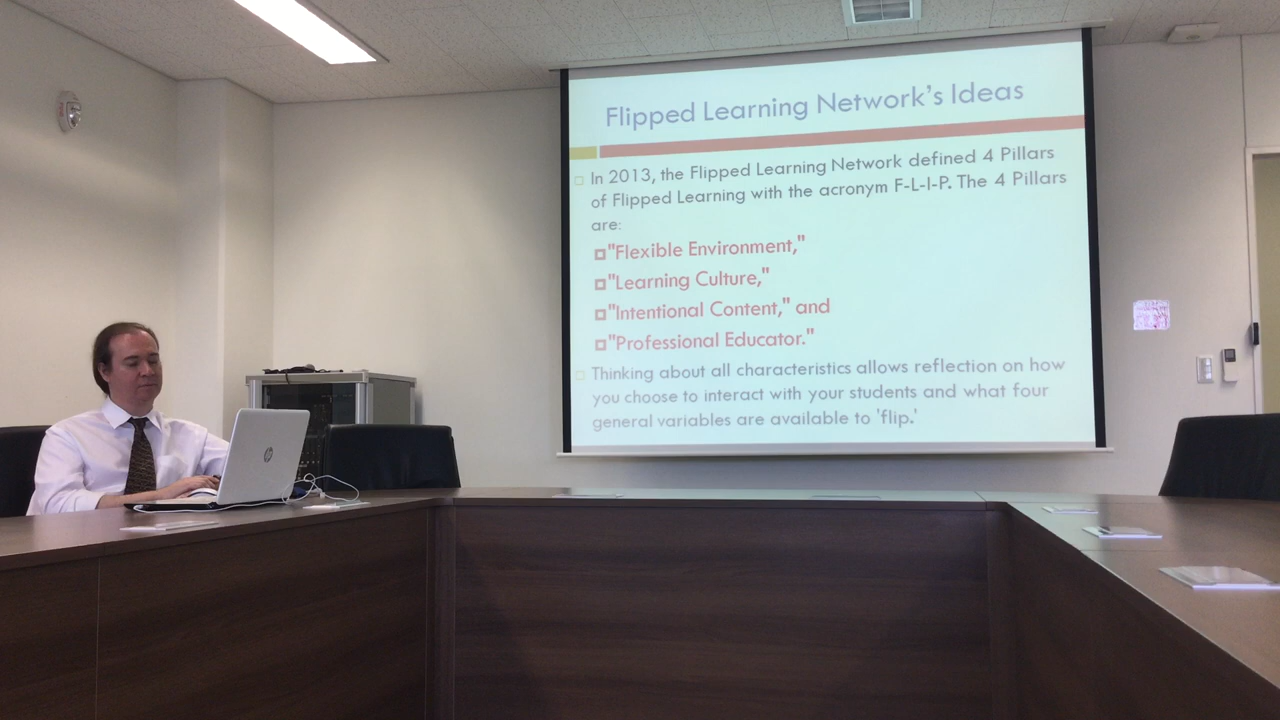 Flipped Learning Network's Ideas
In 2013, the Flipped Learning Network defined 4 Pillars
of Flipped Learning with the acronym F-L-I-P. The 4 Pillars
are:
"Flexible Environment,"
"Learning Culture,"
"Intentional Content," and
"Professional Educator."
Thinking about all characteristics allows reflection on how
you choose to interact with your students and what four
general variables are available to 'flip.'
hp